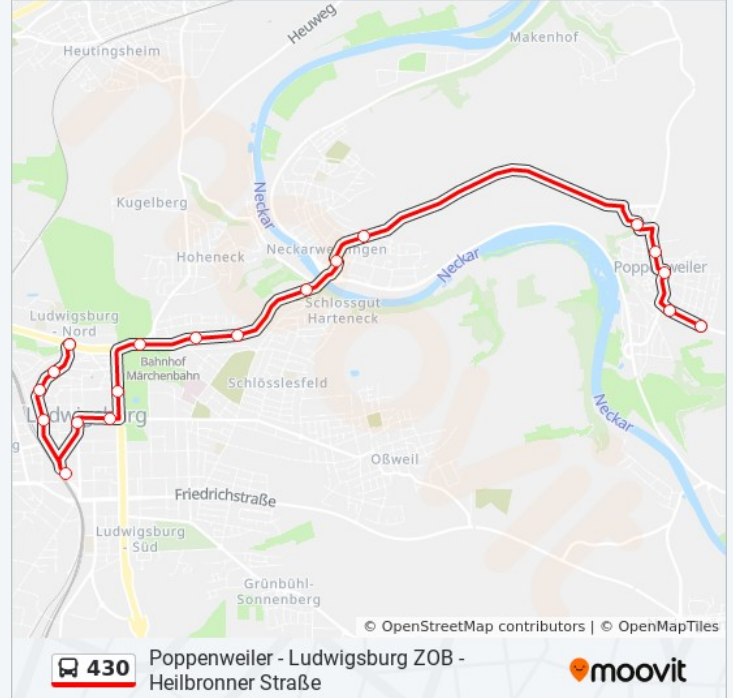 Heuweg
Makenhof
Heutingsheim
Kugelberg
Neckar
Hoheneck
Neckarweihingen
Neckar
Poppenweiler
Schlossgut
Harteneck
Ludwigsburg
- Nord
Bahnhof
Märchenbahn
Schlösslesfeld
Ludwigsburg
Neckar
g
Oßweil
Friedrichstraße
Ludwigsburg
- Süd
Grünbühl-
Sonnenberg
© OpenStreetMap contributors | © OpenMapTiles
430
Poppenweiler - Ludwigsburg ZOB -
Heilbronner Straße
moovit